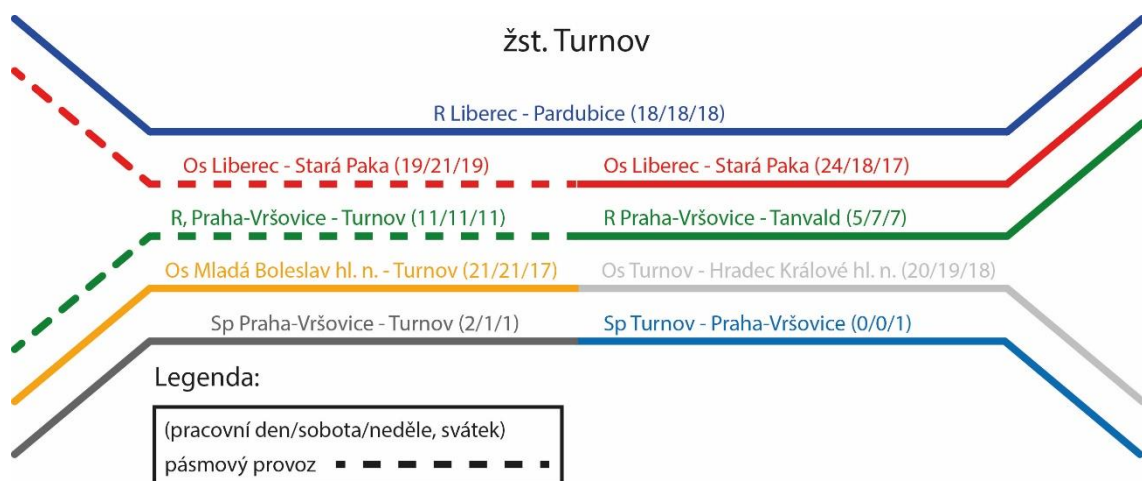 žst. Turnov
R Liberec - Pardubice (18/18/18)
Os Liberec - Stará Paka (19/21/19)
Os Liberec - Stará Paka (24/18/17)
R, Praha-Vršovice - Turnov (11/11/11)
R Praha-Vršovice - Tanvald (5/7/7)
Os Mladá Boleslav hl. n. - Turnov (21/21/17)
Os Turnov - Hradec Králové hl. n. (20/19/18)
Sp Praha-Vršovice - Turnov (2/1/1)
Sp Turnov - Praha-Vršovice (0/0/1)
Legenda:
(pracovní den/sobota/neděle, svátek)
pásmový provoz